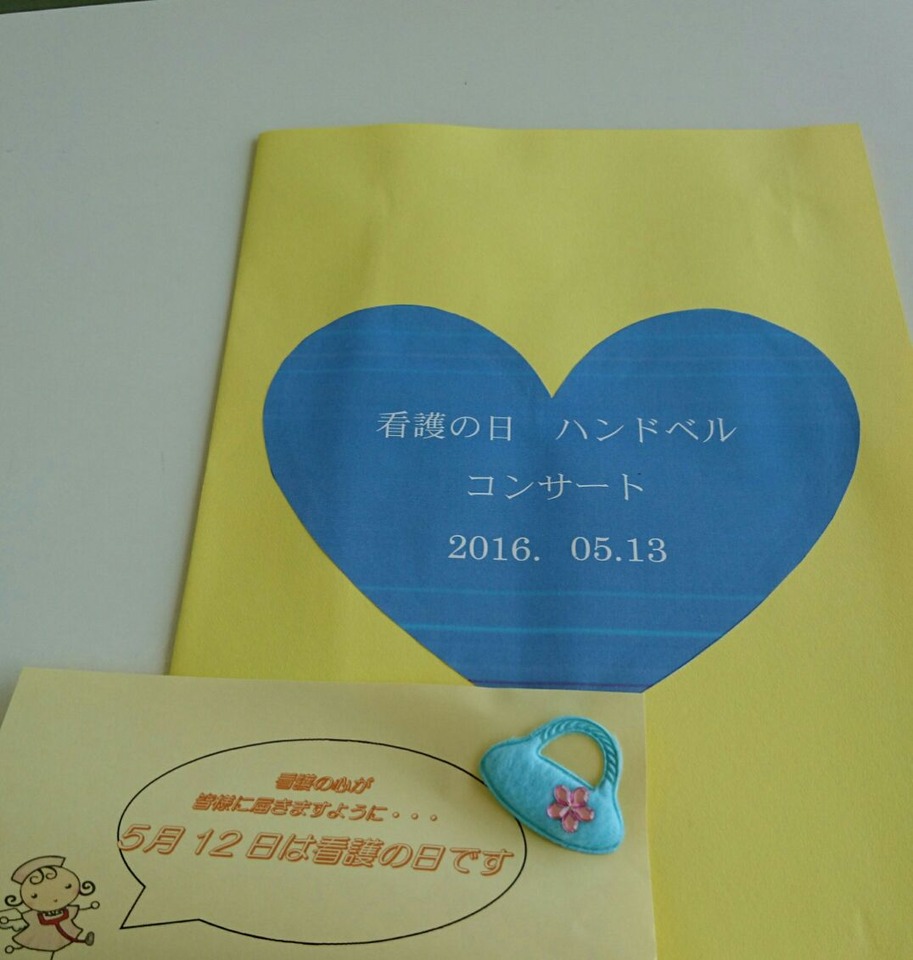 看護の日　ハンドベル
コンサート
2016.　05.13
看護の心が
皆様に届きますように・・・
5月12日は看護の日です